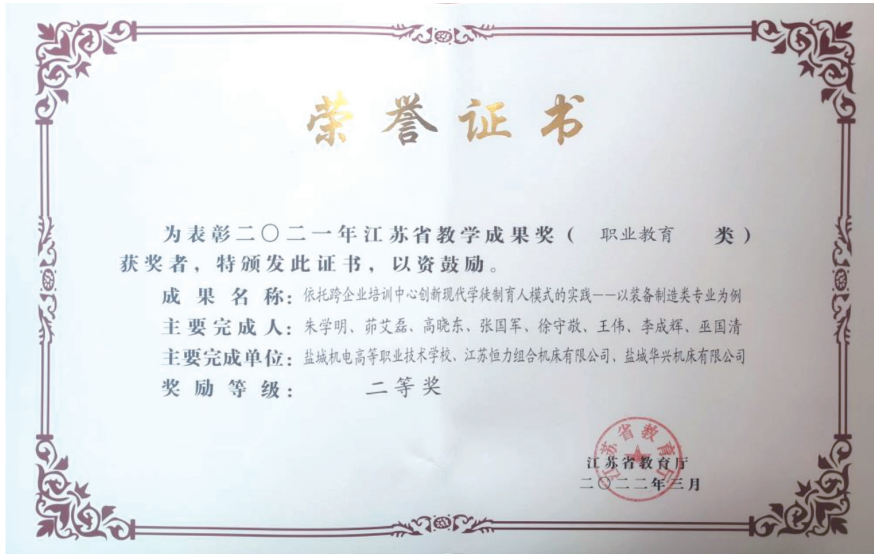 荣誉证书
为表彰二〇二一年江苏省教学成果奖（ 职业教育 类）
获奖者，特颁发此证书，以资鼓励。
成果名称：依托跨企业培训中心创新现代学徒制育人模式的实践——以装备制造类专业为例
主要完成人：朱学明、茆艾磊、高晓东、张国军、徐守敬、王伟、李成辉、巫国清
主要完成单位：盐城机电高等职业技术学校、江苏恒力组合机床有限公司、盐城华兴机床有限公司
奖励等级： 二等奖
江苏省教育厅
江苏省教育厅
二〇二二年三月